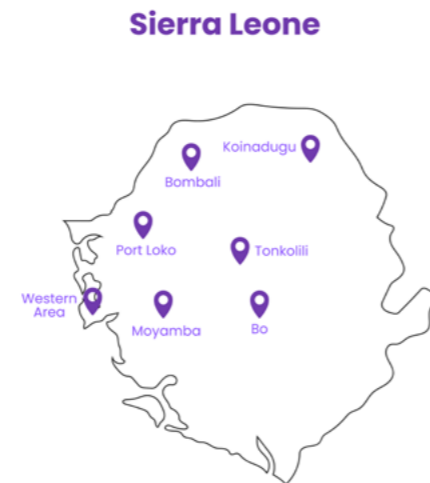 Sierra Leone
Koinadugu
Bombali
Port Loko
Tonkolili
Western
Area
Moyamba
Bo